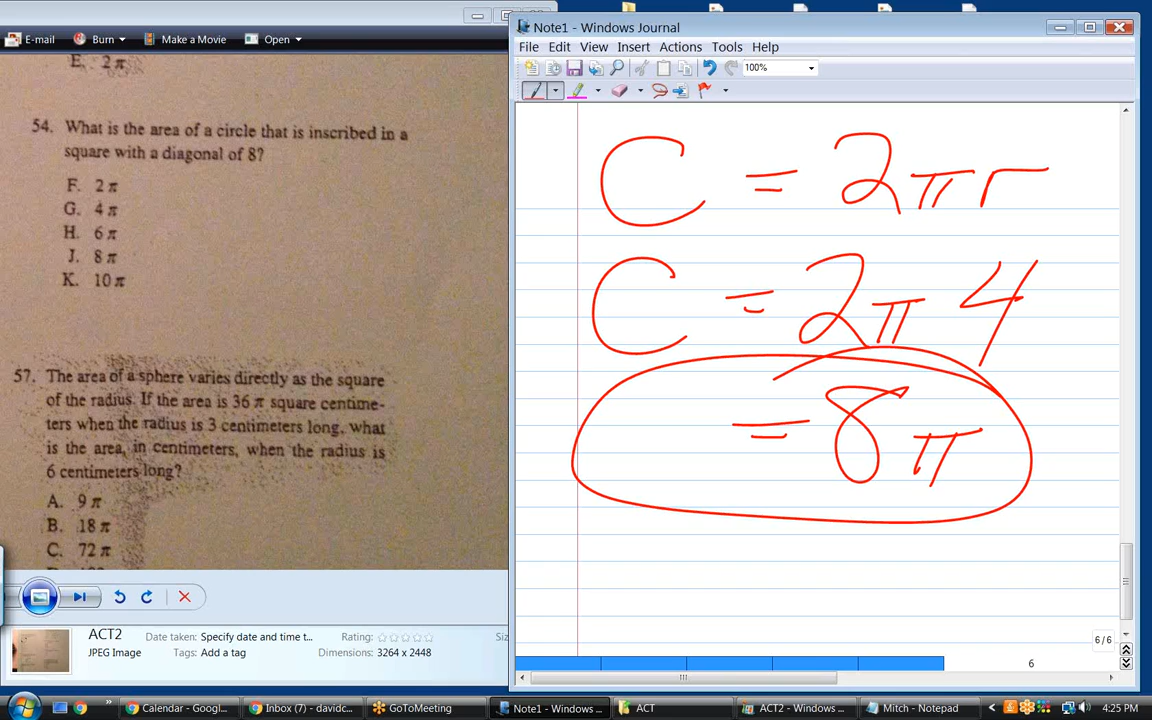 E-mail Burn Make a Movie Open
E. 2π
54. What is the area of a circle that is inscribed in a
square with a diagonal of 8?
F. 2π
G. 4π
H. 6π
J. 8π
K. 10π
57. The area of a sphere varies directly as the square
of the radius. If the area is 36π square centime-
ters when the radius is 3 centimeters long, what
is the area, in centimeters, when the radius is
6 centimeters long?
A. 9π
B. 18π
C. 72π
ACT2
JPEG Image
Date taken: Specify date and time t...
Tags: Add a tag
Rating:
Dimensions: 3264 x 2448
Note1 - Windows Journal
File Edit View Insert Actions Tools Help
100%
C = 2πr
C = 2π4
= 8π
6/6
6
Calendar - Googl... Inbox (7) - davidc... GoToMeeting Note1 - Windows ... ACT ACT2 - Windows ... Mitch - Notepad 4:25 PM